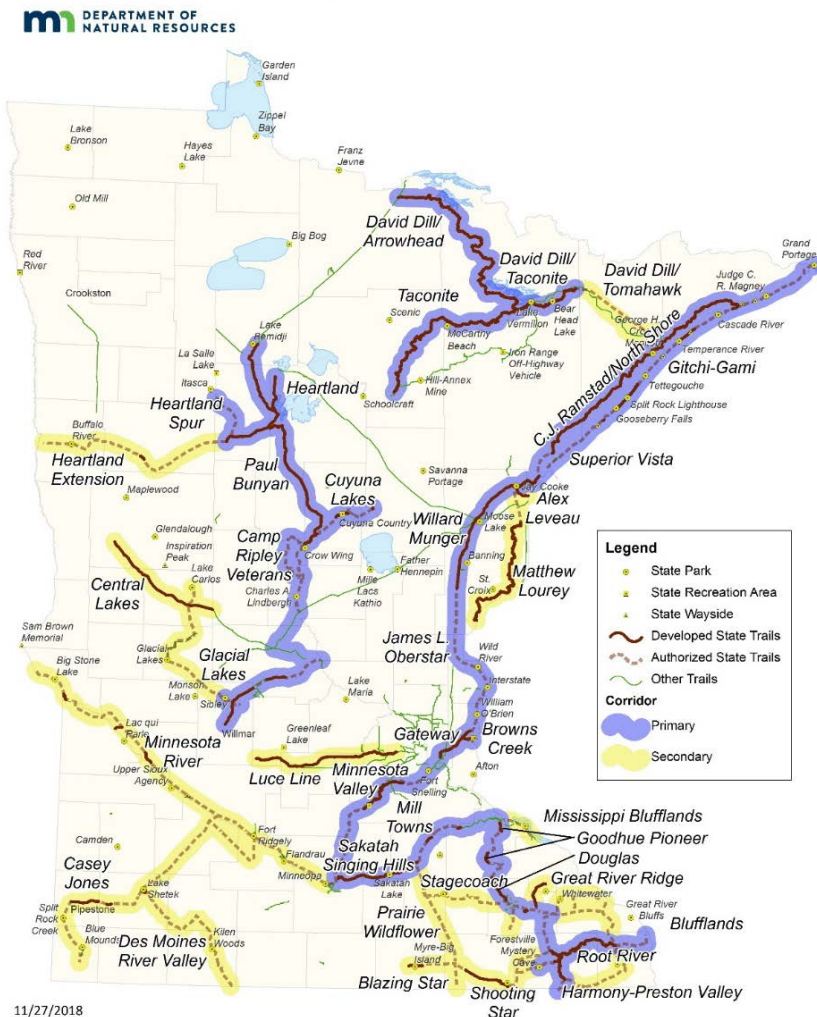 mn DEPARTMENT OF
NATURAL RESOURCES
Garden
Island
Zippel
Bay
Lake
Bronson
Hayes
Lake
Franz
Jevne
Old Mill
David Dill/
Arrowhead
Big Bog
Red
River
Crookston
David Dill/
Taconite
David Dill/
Tomahawk
Grand
Portage
Judge C.
R. Magney
Taconite
Scenic
Lake
Vermilion
Bear
Head
Lake
George H.
Cascade River
Lake
Bemidji
McCarthy
Beach
Temperance River
La Salle
Lake
Iron Range
Off-Highway
Vehicle
Gitchi-Gami
C.J. Ramstad/North Shore
Itasca
Heartland
Hill-Annex
Mine
Tettegouche
Heartland
Spur
Schoolcraft
Split Rock Lighthouse
Gooseberry Falls
Buffalo
River
Heartland
Extension
Paul
Bunyan
Savanna
Portage
Superior Vista
Maplewood
Cuyuna
Lakes
Jay Cooke
Alex
Leveau
Cuyuna Country
Willard
Munger
Moose
Lake
Glendalough
Inspiration
Peak
Camp
Ripley
Veterans
Crow Wing
Banning
Matthew
Lourey
Lake
Carlos
Father
Hennepin
St.
Croix
Central
Lakes
Charles A.
Lindbergh
Mille
Lacs
Kathio
Sam Brown
Memorial
James L.
Oberstar
Wild
River
Big Stone
Lake
Glacial
Lakes
Glacial
Lakes
Interstate
Monson
Lake
Sibley
Lake
Maria
William
O'Brien
Lac qui
Parle
Willmar
Greenleaf
Lake
Gateway
Browns
Creek
Minnesota
River
Luce Line
Minnesota
Valley
Afton
Upper Sioux
Agency
Fort
Snelling
Mill
Towns
Mississippi Blufflands
Camden
Fort
Ridgely
Sakatah
Singing Hills
Goodhue Pioneer
Flandrau
Douglas
Casey
Jones
Minneopa
Sakatah
Lake
Stagecoach
Great River Ridge
Lake
Shetek
Whitewater
Split
Rock
Creek
Pipestone
Great River
Bluffs
Blufflands
Prairie
Wildflower
Blue
Mounds
Des Moines
River Valley
Kilen
Woods
Myre-Big
Island
Forestville
Mystery
Cave
Root River
Blazing Star
Shooting
Star
Harmony-Preston Valley
Legend
State Park
State Recreation Area
State Wayside
Developed State Trails
Authorized State Trails
Other Trails
Corridor
Primary
Secondary
11/27/2018